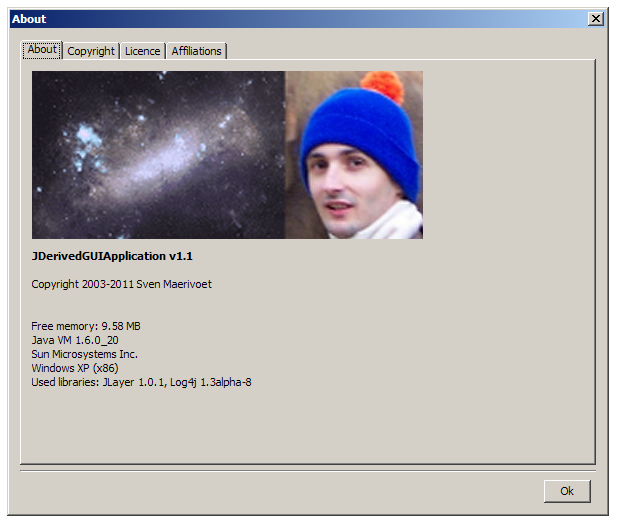 About
About
Copyright
Licence
Affiliations
JDerivedGUIApplication v1.1
Copyright 2003-2011 Sven Maerivoet
Free memory: 9.58 MB
Java VM 1.6.0_20
Sun Microsystems Inc.
Windows XP (x86)
Used libraries: JLayer 1.0.1, Log4j 1.3alpha-8
Ok